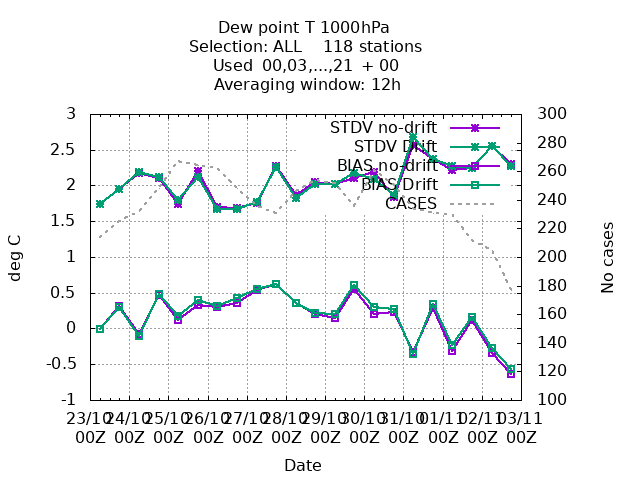 Dew point T 1000hPa
Selection: ALL 118 stations
Used 00,03,...,21 + 00
Averaging window: 12h
3
2.5
2
1.5
1
0.5
0
-0.5
-1
deg C
300
280
260
240
220
200
180
160
140
120
100
No cases
STDV no-drift
STDV Drift
BIAS no-drift
BIAS Drift
CASES
23/10 24/10 25/10 26/10 27/10 28/10 29/10 30/10 31/10 01/11 02/11 03/11
00Z 00Z 00Z 00Z 00Z 00Z 00Z 00Z 00Z 00Z 00Z 00Z
Date